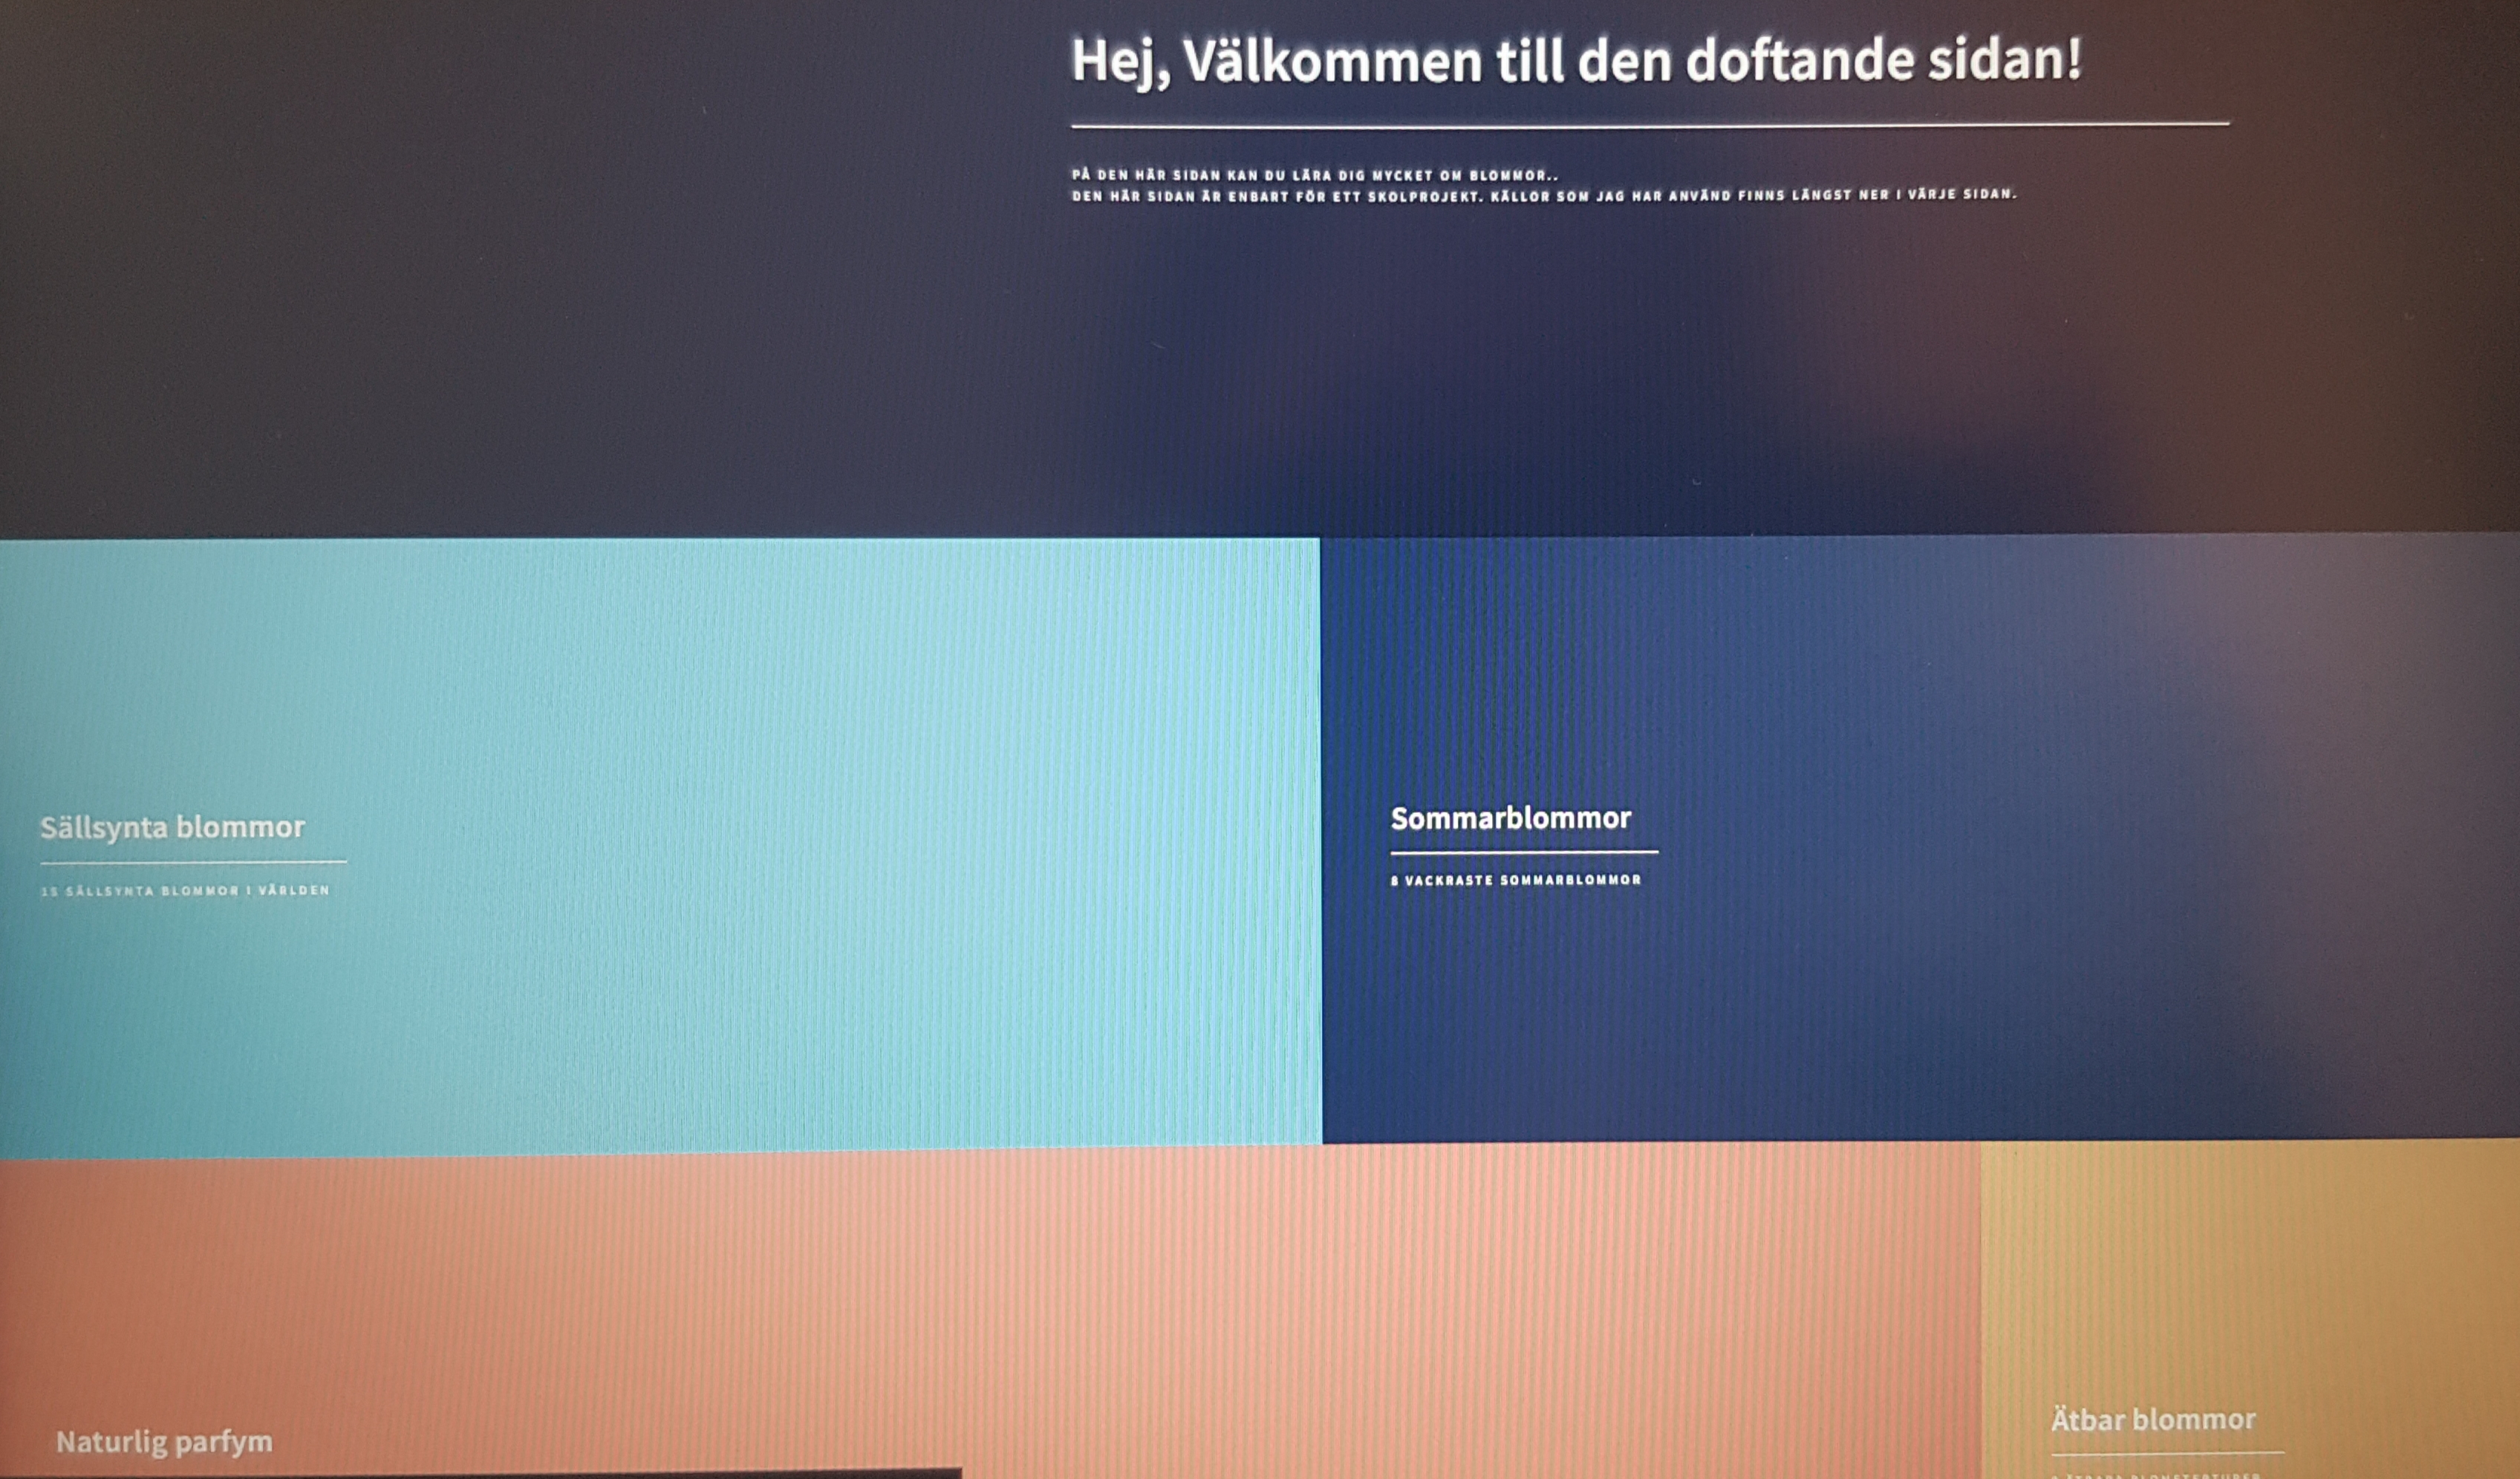 Hej, Välkommen till den doftande sidan!
PÅ DEN HÄR SIDAN KAN DU LÄRA DIG MYCKET OM BLOMMOR..
DEN HÄR SIDAN ÄR ENBART FÖR ETT SKOLPROJEKT. KÄLLOR SOM JAG HAR ANVÄND FINNS LÄNGST NER I VÄRJE SIDAN.
Sällsynta blommor
15 SÄLLSYNTA BLOMMOR I VÄRLDEN
Sommarblommor
8 VACKRASTE SOMMARBLOMMOR
Naturlig parfym
Ätbar blommor